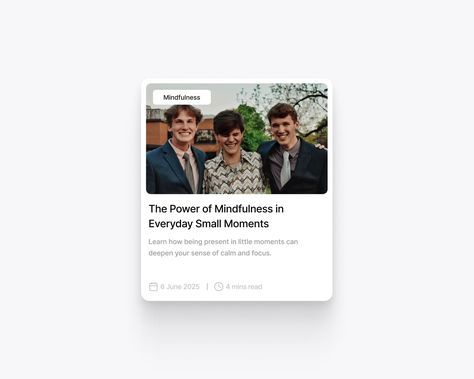 Mindfulness
The Power of Mindfulness in
Everyday Small Moments
Learn how being present in little moments can
deepen your sense of calm and focus.
6 June 2025 | 4 mins read